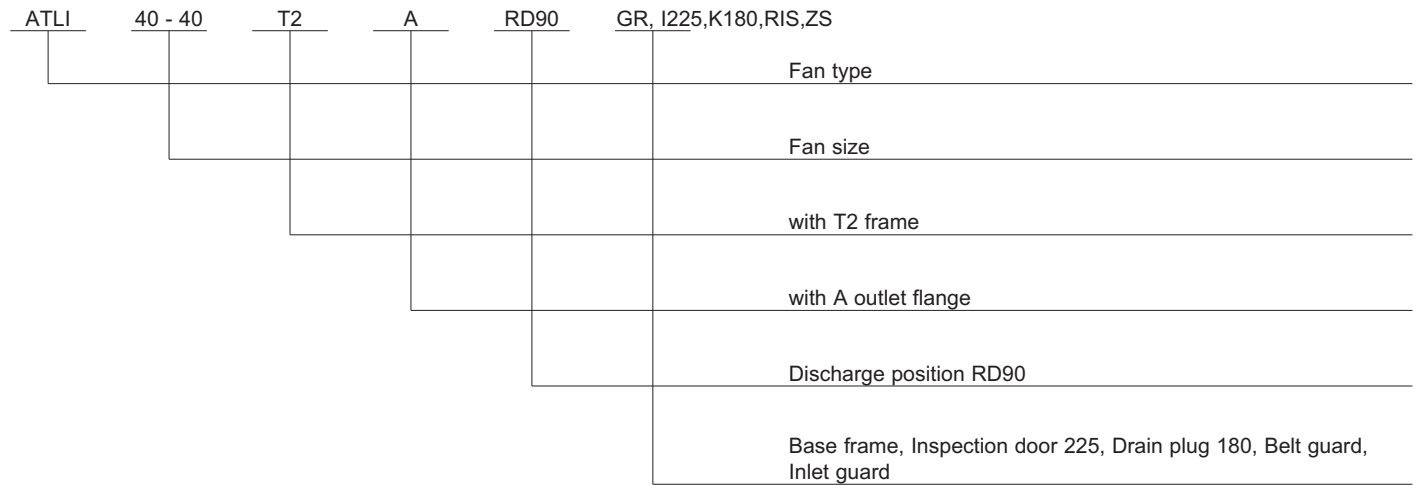 ATLI 40 - 40 T2 A RD90 GR, I225,K180,RIS,ZS
Fan type
Fan size
with T2 frame
with A outlet flange
Discharge position RD90
Base frame, Inspection door 225, Drain plug 180, Belt guard,
Inlet guard